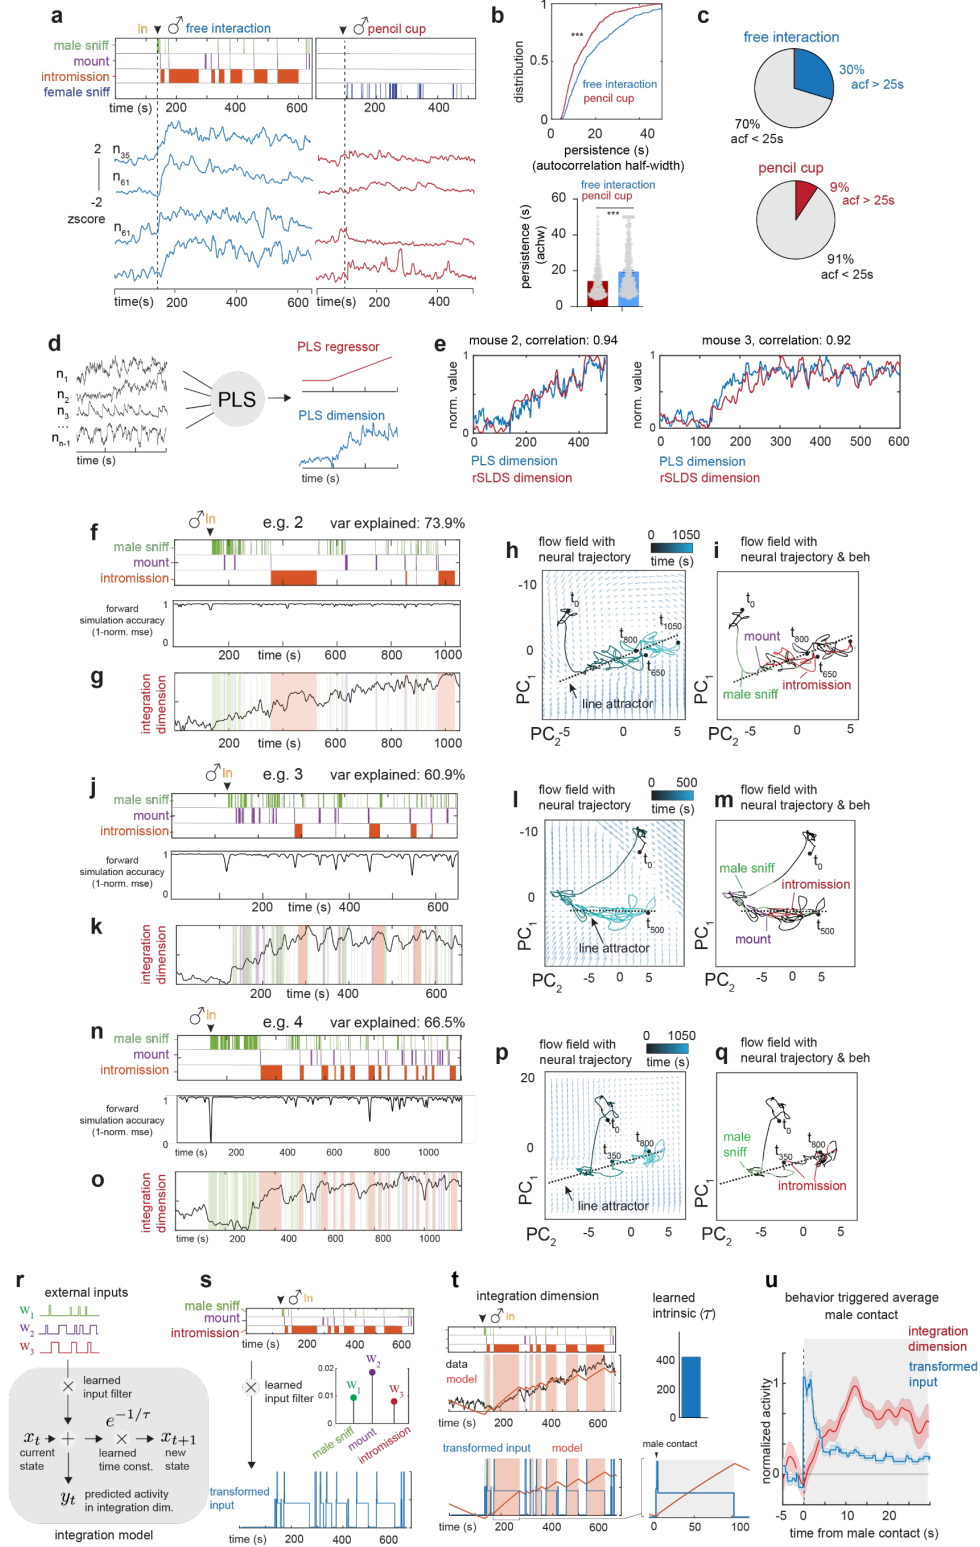 a
In
♂ free interaction
♂ pencil cup
male sniff
mount
intromission
female sniff
time (s)
200
400
600
200
400
n35
n61
2
-2
zscore
n61
time(s)
200
400
600
time(s)
200
400
b
distribution
1
0.5
0
***
free interaction
pencil cup
20
40
persistence (s)
(autocorrelation half-width)
free interaction
pencil cup
***
persistence (s)
(achw)
60
40
20
0
c
free interaction
30%
acf > 25s
70%
acf < 25s
pencil cup
9%
acf > 25s
91%
acf < 25s
d
n1
n2
n3
...
nn-1
time (s)
PLS
PLS regressor
PLS dimension
time (s)
e
mouse 2, correlation: 0.94
norm. value
1
0
0
200
400
PLS dimension
rSLDS dimension
mouse 3, correlation: 0.92
norm. value
1
0
0
100
200
300
400
500
600
PLS dimension
rSLDS dimension
f
♂ In
e.g. 2
var explained: 73.9%
male sniff
mount
intromission
forward
simulation accuracy
(1-norm. mse)
1
0
200
400
600
800
1000
time (s)
g
integration
dimension
200
400
600
800
1000
time (s)
h
flow field with
neural trajectory
0
1050
time (s)
-10
0
5
PC1
t0
t800
t1050
t650
line attractor
PC2
-5
0
5
i
flow field with
neural trajectory & beh
t0
mount
t800
t650
male sniff
intromission
PC1
PC2
-5
0
5
j
♂ In
e.g. 3
var explained: 60.9%
male sniff
mount
intromission
forward
simulation accuracy
(1-norm. mse)
1
0
200
400
600
k
integration
dimension
200
time (s)
400
600
l
flow field with
neural trajectory
0
500
time (s)
-10
0
PC1
t0
t500
line attractor
PC2
-5
0
5
m
flow field with
neural trajectory & beh
t0
male sniff
intromission
mount
t500
PC1
PC2
-5
0
5
n
♂ In
e.g. 4
var explained: 66.5%
male sniff
mount
intromission
forward
simulation accuracy
(1-norm. mse)
1
0
time (s)
200
400
600
800
1000
o
integration
dimension
time (s)
200
400
600
800
1000
p
flow field with
neural trajectory
0
1050
time (s)
20
0
PC1
t0
t350
t800
line attractor
PC2
-5
0
5
q
flow field with
neural trajectory & beh
male
sniff
t0
t350
t800
intromission
PC1
PC2
-5
0
5
r
external inputs
W1
W2
W3
learned
input filter
e−1/τ
xt
current
state
learned
time const.
xt+1
new
state
yt
predicted activity
in integration dim.
integration model
s
♂ In
male sniff
mount
intromission
time (s)
200
400
600
learned
input filter
0.02
0.01
0
W1
W2
W3
male sniff
mount
intromission
transformed
input
time (s)
0
200
400
600
t
integration dimension
♂ In
data
model
time (s)
200
400
600
learned
intrinsic (τ)
400
200
0
transformed input
model
time (s)
200
400
600
male contact
0
50
100
u
behavior triggered average
male contact
integration
dimension
transformed
input
normalized activity
1
0
-5
0
10
20
time from male contact (s)